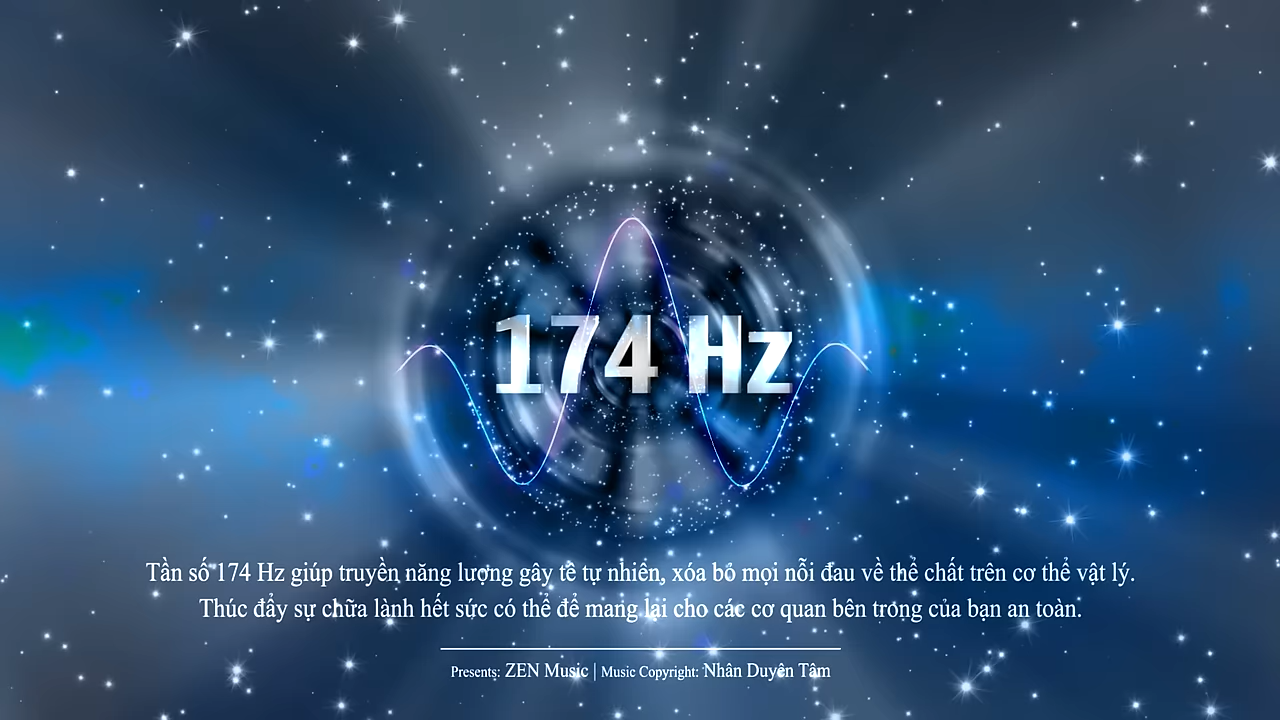 174 Hz
Tần số 174 Hz giúp truyền năng lượng gây tê tự nhiên, xóa bỏ mọi nỗi đau về thể chất trên cơ thể vật lý.
Thúc đẩy sự chữa lành hết sức có thể để mang lại cho các cơ quan bên trong của bạn an toàn.
Presents: ZEN Music | Music Copyright: Nhân Duyên Tâm